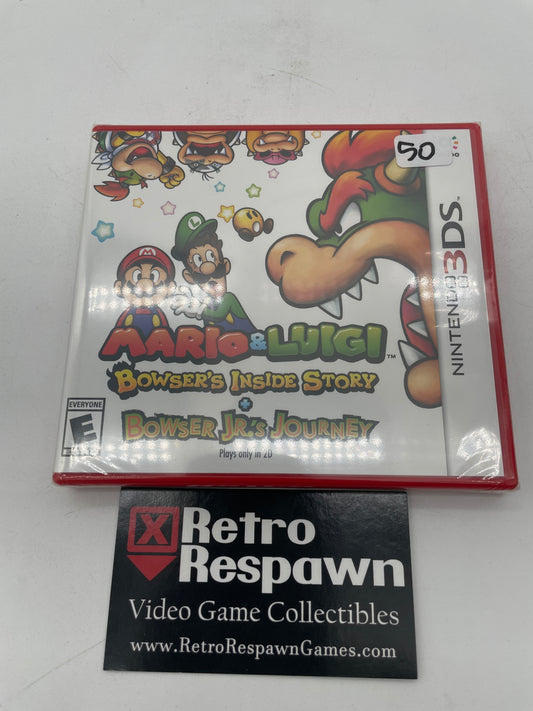 50
NINTENDO 3DS
L
MARIO & LUIGI™
BOWSER'S INSIDE STORY
+
BOWSER JR.'S JOURNEY
Plays only in 2D
EVERYONE
E
X Retro
Respawn
Video Game Collectibles
www.RetroRespawnGames.com